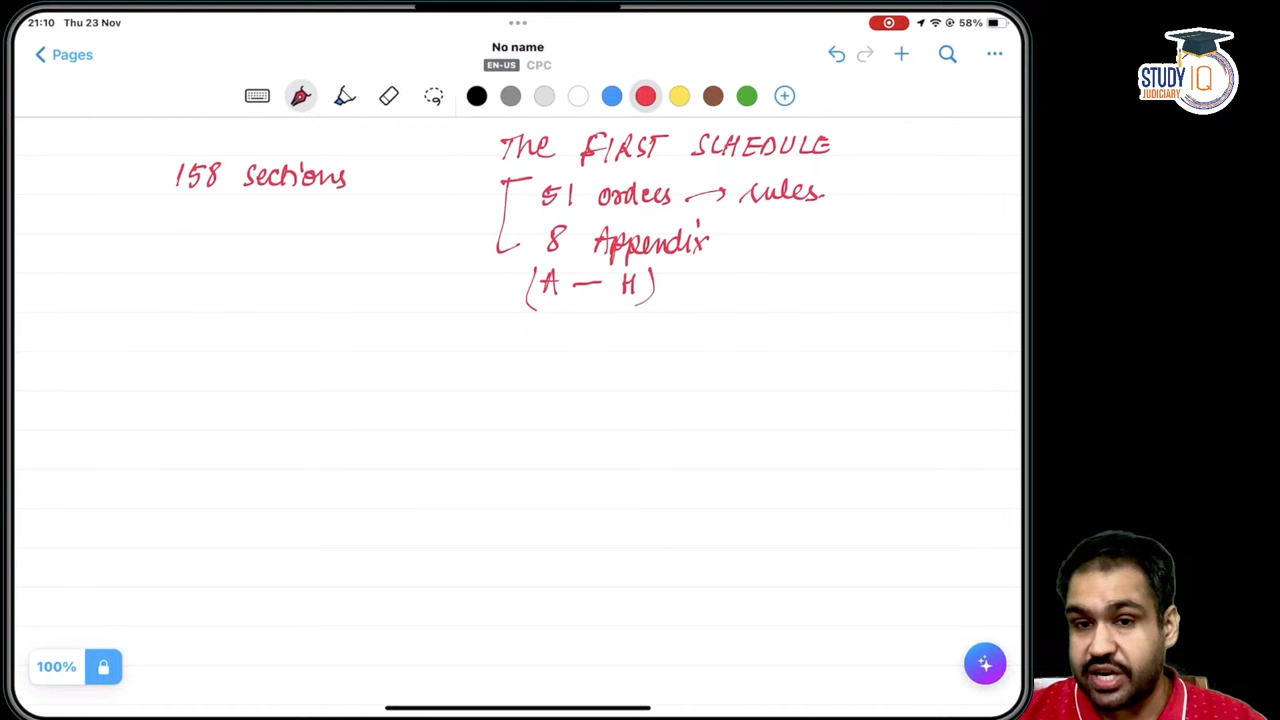 21:10 Thu 23 Nov
58%
Pages
No name
EN-US CPC
STUDY IQ
JUDICIARY
The FIRST SCHEDULE
158 sections
51 orders → rules
8 Appendix
(A — H)
100%